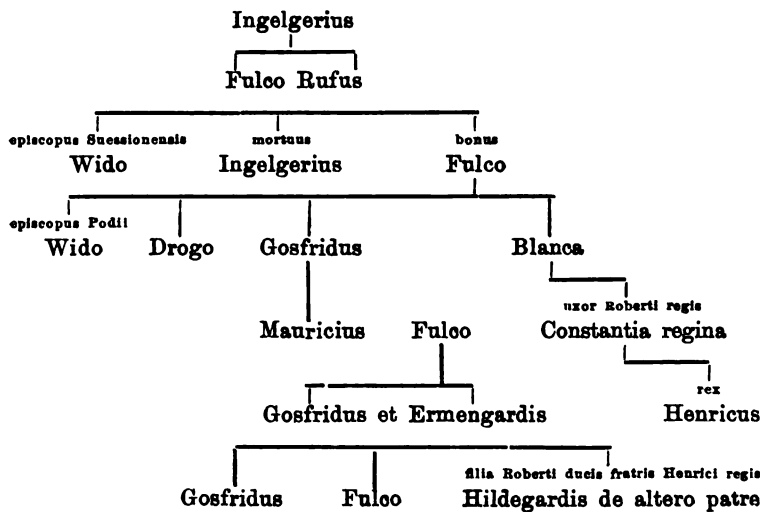 Ingelgerius
Fulco Rufus
episcopus Suessionensis mortuus bonus
Wido Ingelgerius Fulco
episcopus Podii
Wido Drogo Gosfridus Blanca
uxor Roberti regis
Mauricius Fulco Constantia regina
rex
Gosfridus et Ermengardis Henricus
filia Roberti ducis fratris Henrici regis
Gosfridus Fulco Hildegardis de altero patre